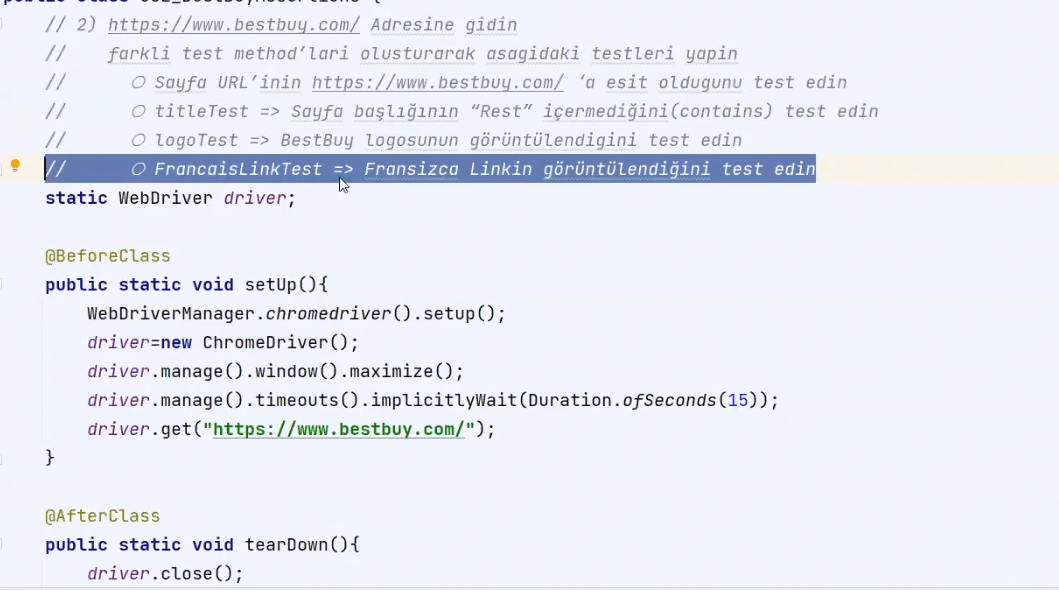 // 2) https://www.bestbuy.com/ Adresine gidin
// farkli test method’lari olusturarak asagidaki testleri yapin
// ○ Sayfa URL’inin https://www.bestbuy.com/ ‘a esit oldugunu test edin
// ○ titleTest => Sayfa başlığının “Rest” içermediğini(contains) test edin
// ○ logoTest => BestBuy logosunun görüntülendigini test edin
// ○ FrancaisLinkTest => Fransizca Linkin görüntülendiğini test edin
static WebDriver driver;
@BeforeClass
public static void setUp(){
WebDriverManager.chromedriver().setup();
driver=new ChromeDriver();
driver.manage().window().maximize();
driver.manage().timeouts().implicitlyWait(Duration.ofSeconds(15));
driver.get("https://www.bestbuy.com/");
}
@AfterClass
public static void tearDown(){
driver.close();